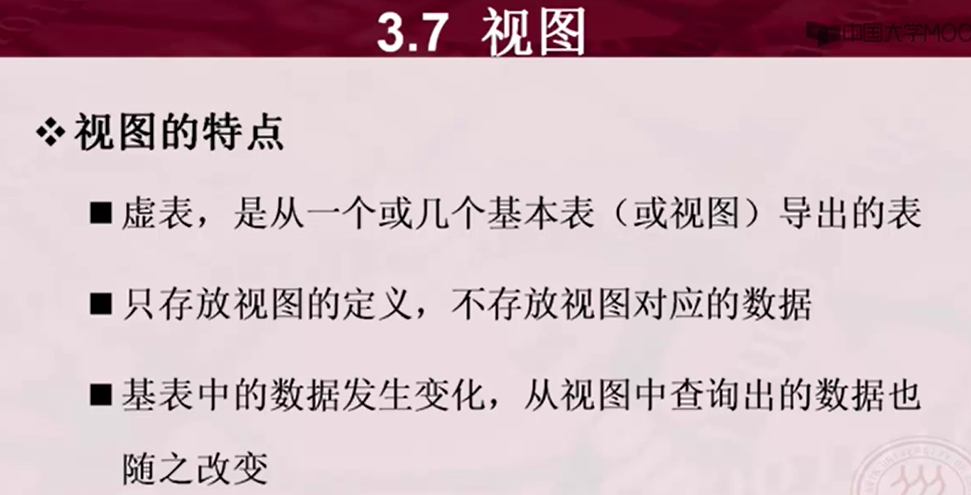 3.7 视图
中国大学MOO
视图的特点
虚表，是从一个或几个基本表（或视图）导出的表
只存放视图的定义，不存放视图对应的数据
基表中的数据发生变化，从视图中查询出的数据也
随之改变